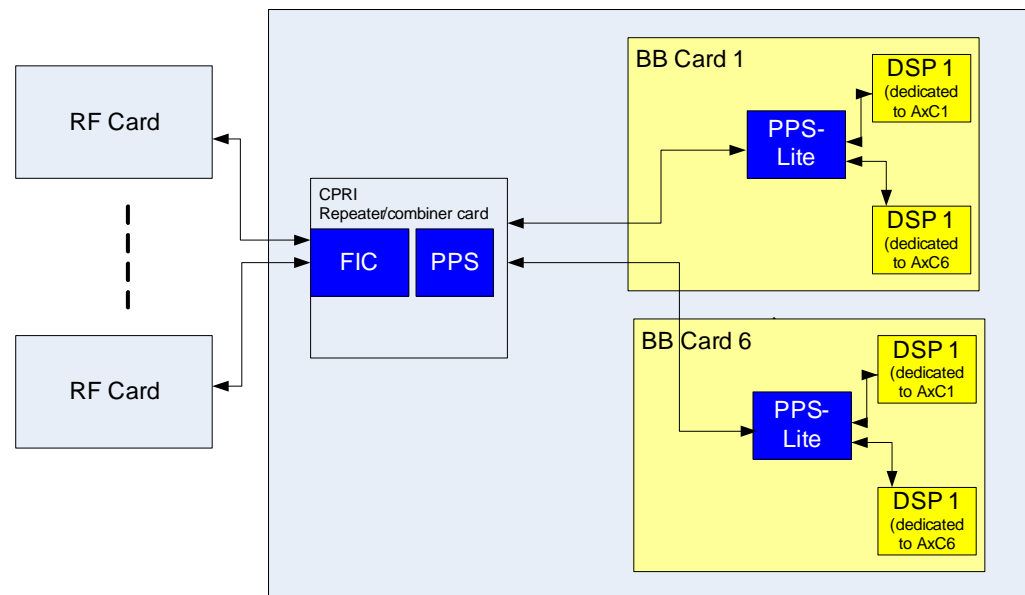 RF Card
RF Card
CPRI
Repeater/combiner card
FIC
PPS
BB Card 1
PPS-
Lite
DSP 1
(dedicated
to AxC1
DSP 1
(dedicated
to AxC6
BB Card 6
PPS-
Lite
DSP 1
(dedicated
to AxC1
DSP 1
(dedicated
to AxC6